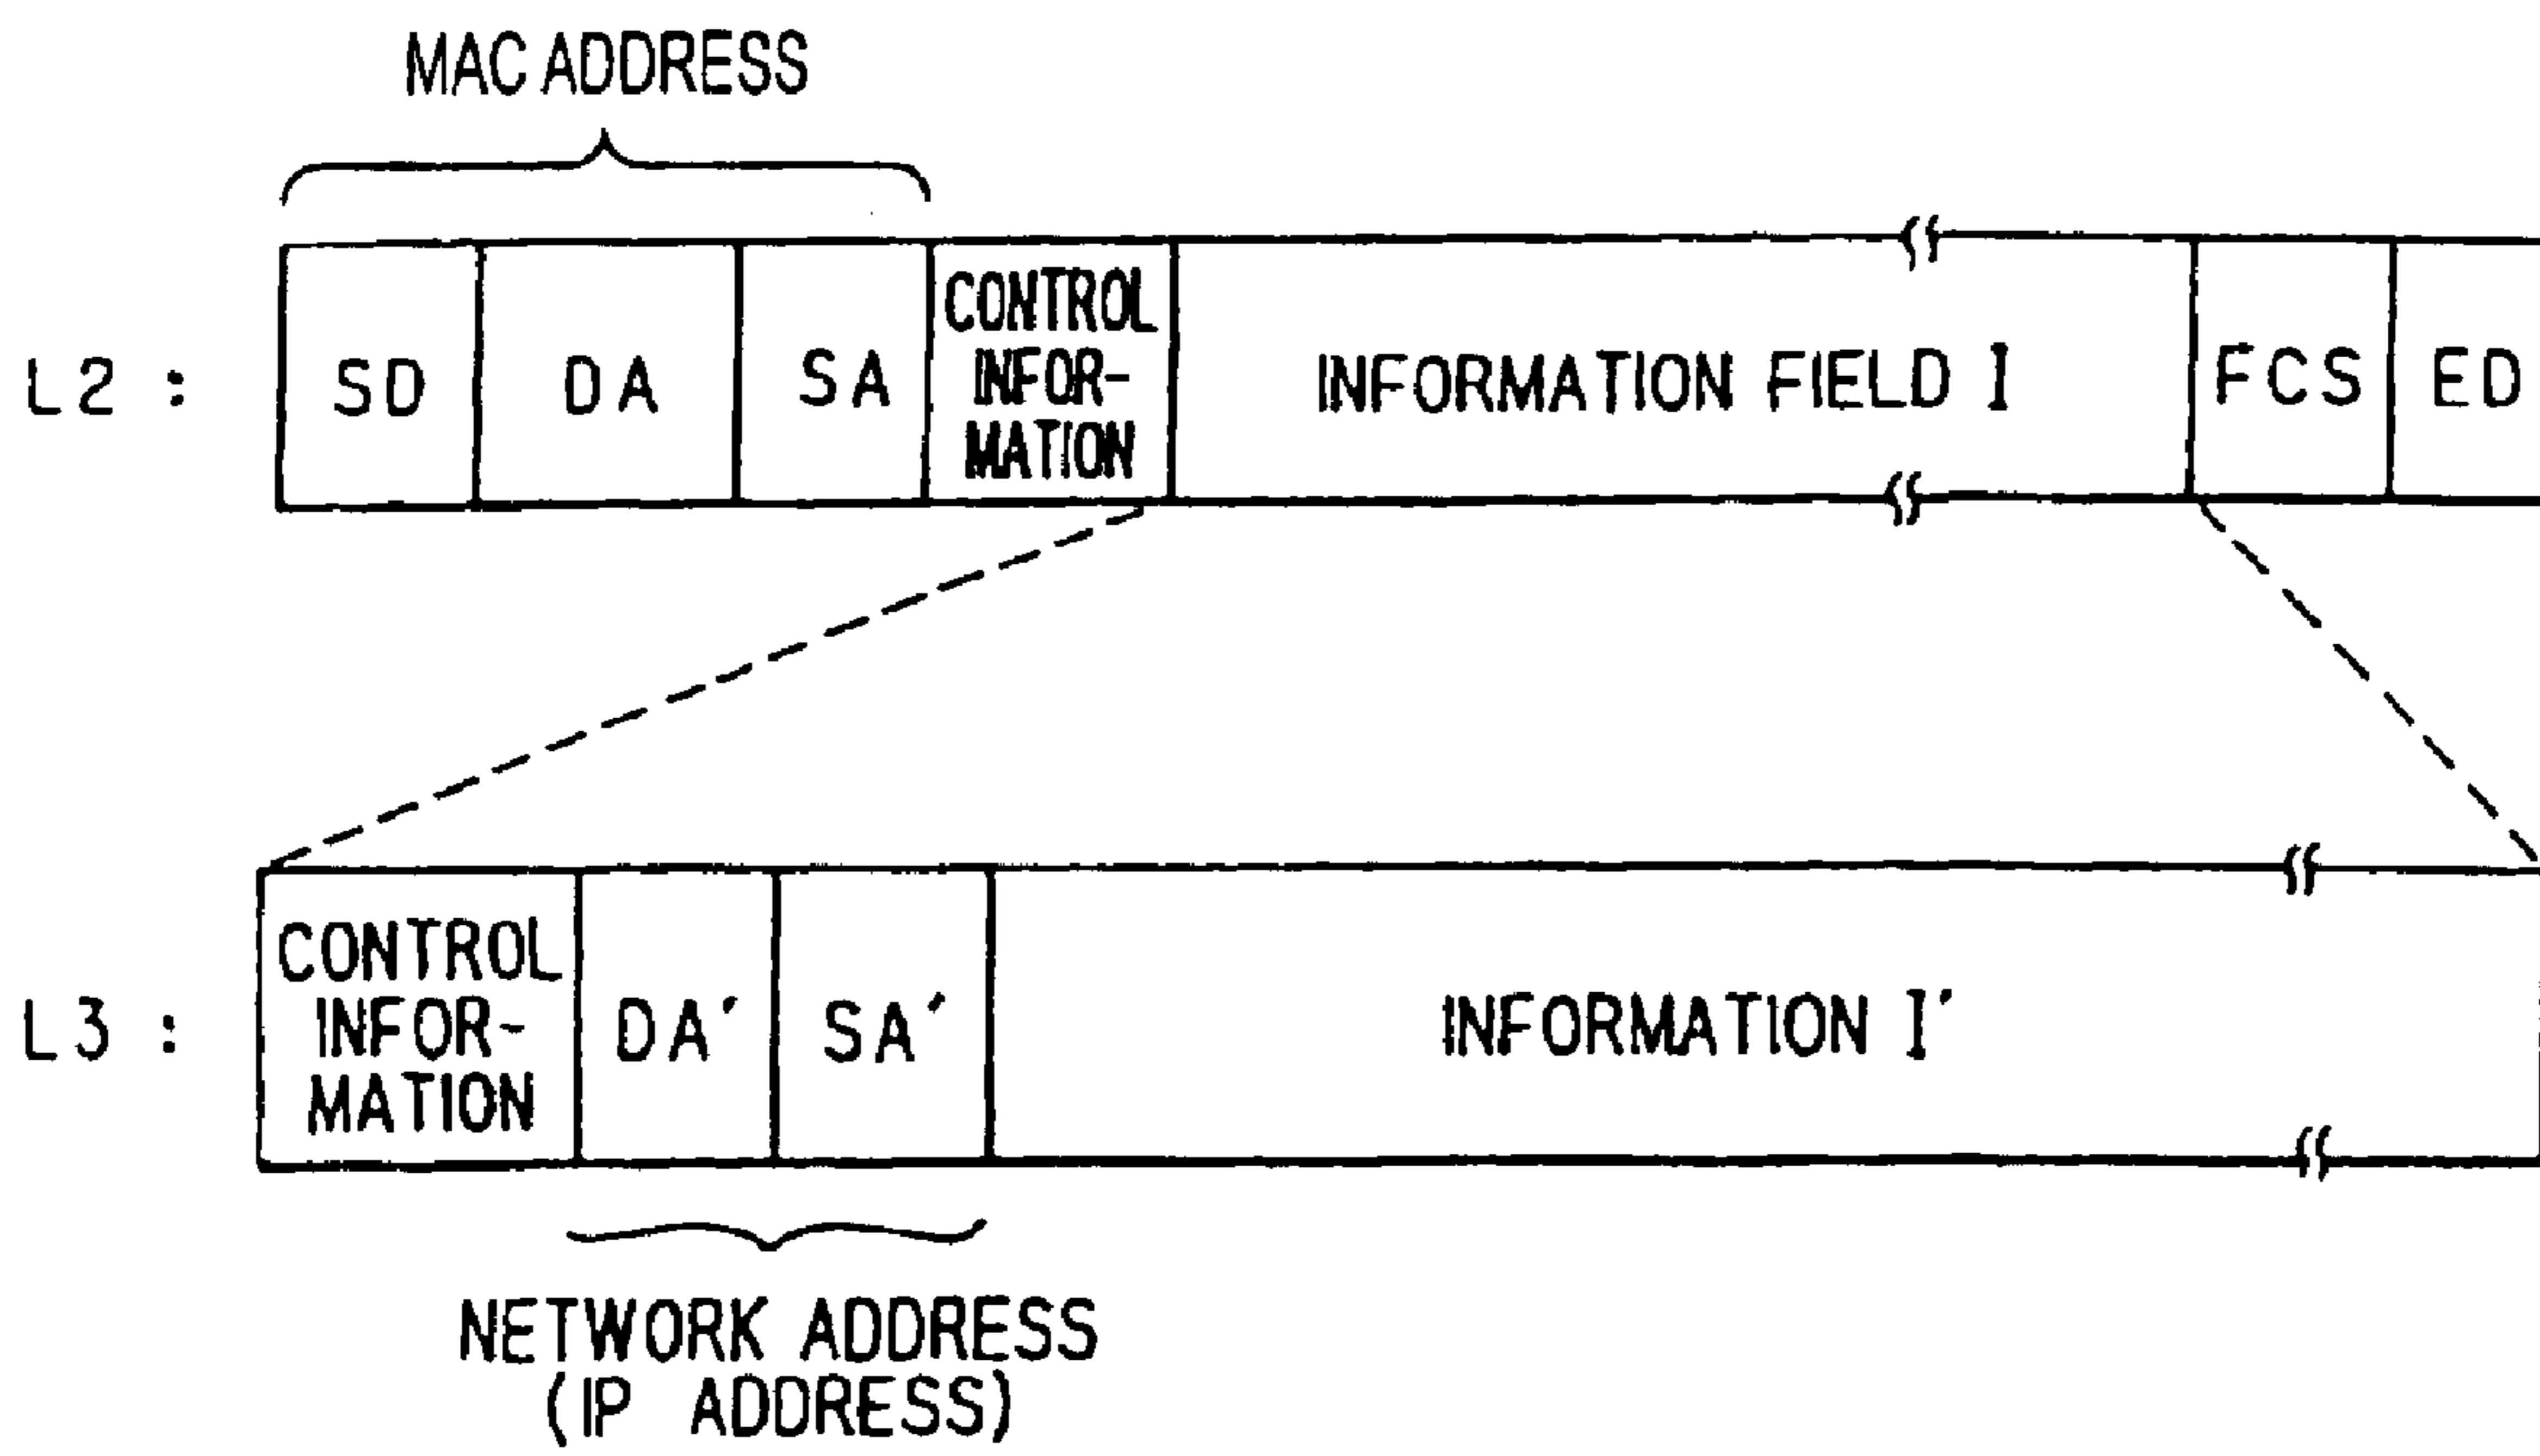 MAC ADDRESS
L2 : SD DA SA CONTROL INFOR- MATION INFORMATION FIELD I FCS ED
L3 : CONTROL INFOR- MATION DA′ SA′ INFORMATION I′
NETWORK ADDRESS
(IP ADDRESS)